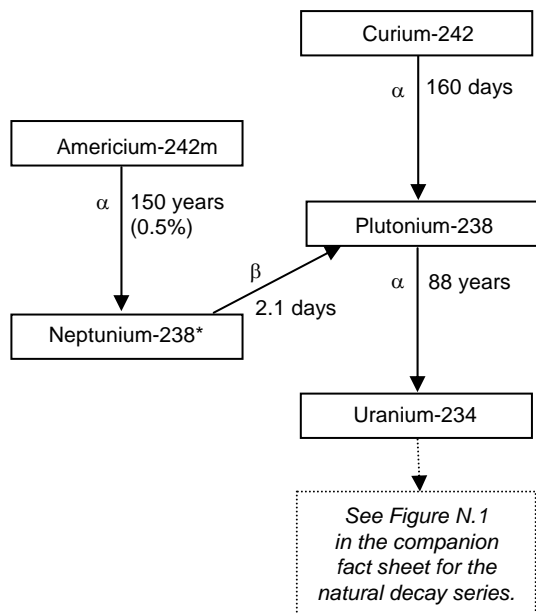 Curium-242
α 160 days
Americium-242m
α 150 years
(0.5%)
Plutonium-238
β
α 88 years
2.1 days
Neptunium-238*
Uranium-234
See Figure N.1
in the companion
fact sheet for the
natural decay series.